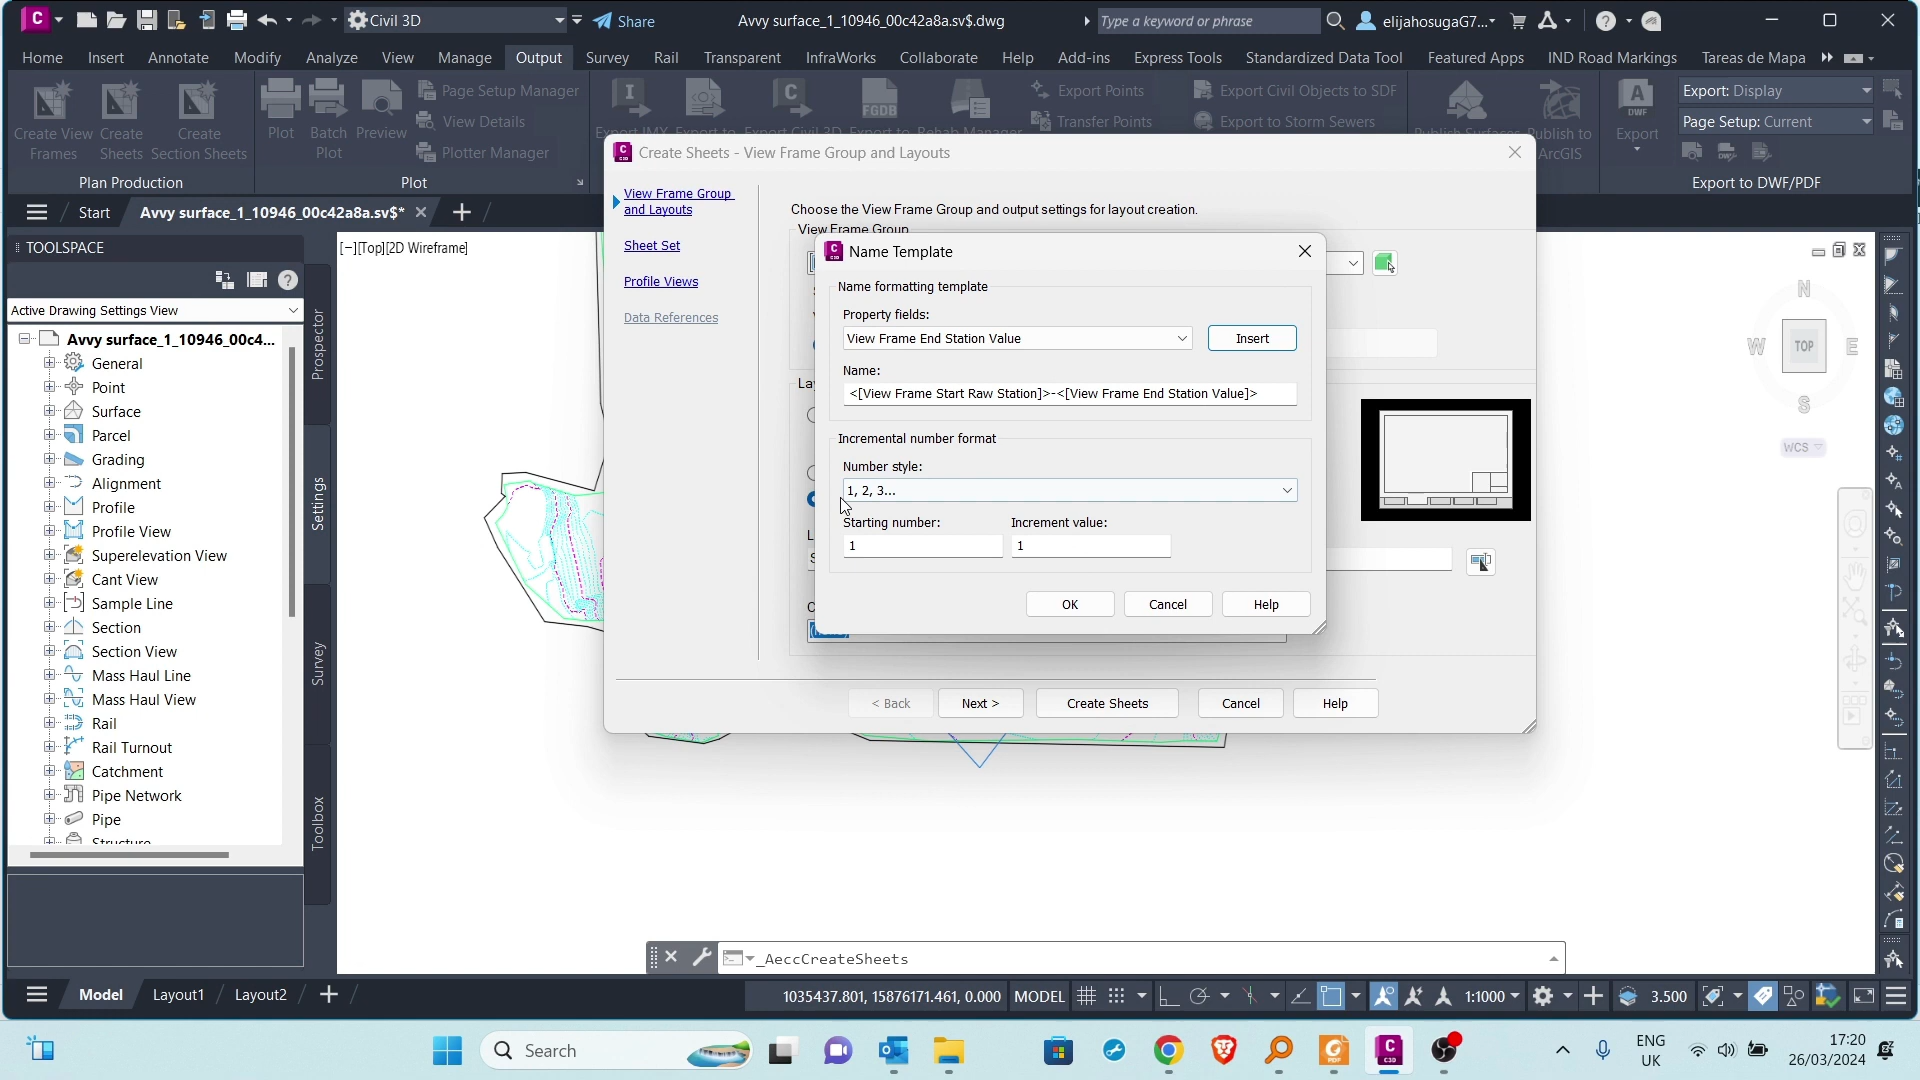 Civil 3D
Share
Avvy surface_1_10946_00c42a8a.sv$.dwg
Type a keyword or phrase
elijahosugaG7...
Home Insert Annotate Modify Analyze View Manage Output Survey Rail Transparent InfraWorks Collaborate Help Add-ins Express Tools Standardized Data Tool Featured Apps IND Road Markings Tareas de Mapa
Create View Frames
Create Sheets
Create Section Sheets
Plot
Batch Plot
Preview
Page Setup Manager
View Details
Plotter Manager
FGDB
Export Points
Transfer Points
Export Civil Objects to SDF
Export to Storm Sewers
Export
Export: Display
Page Setup: Current
Plan Production
Plot
Export to DWF/PDF
Start
Avvy surface_1_10946_00c42a8a.sv$*
TOOLSPACE
Active Drawing Settings View
Avvy surface_1_10946_00c4...
General
Point
Surface
Parcel
Grading
Alignment
Profile
Profile View
Superelevation View
Cant View
Sample Line
Section
Section View
Mass Haul Line
Mass Haul View
Rail
Rail Turnout
Catchment
Pipe Network
Pipe
Structure
Prospector
Settings
Survey
Toolbox
[−][Top][2D Wireframe]
N
W
TOP
E
S
WCS
Create Sheets - View Frame Group and Layouts
View Frame Group
and Layouts
Sheet Set
Profile Views
Data References
Choose the View Frame Group and output settings for layout creation.
View Frame Group
Name Template
Name formatting template
Property fields:
View Frame End Station Value
Insert
Name:
<[View Frame Start Raw Station]>-<[View Frame End Station Value]>
Incremental number format
Number style:
1, 2, 3...
Starting number:
Increment value:
1
1
OK
Cancel
Help
< Back
Next >
Create Sheets
Cancel
Help
_AeccCreateSheets
Model
Layout1
Layout2
1035437.801, 15876171.461, 0.000
MODEL
1:1000
3.500
Search
ENG
UK
17:20
26/03/2024